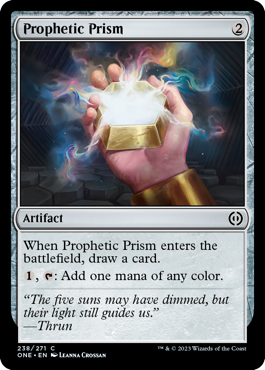 Prophetic Prism 2
Artifact
When Prophetic Prism enters the
battlefield, draw a card.
1, T: Add one mana of any color.
"The five suns may have dimmed, but
their light still guides us."
—Thrun
238/271 C ™ & © 2023 Wizards of the Coast
ONE • EN Leanna Crossan